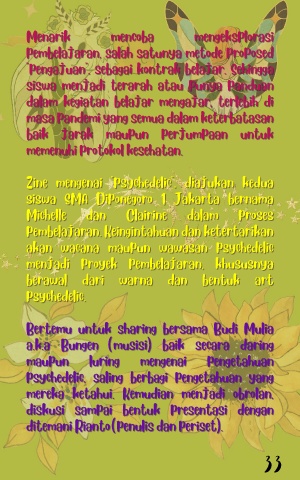 Menarik mencoba mengeksplorasi
Pembelajaran, salah satunya metode Proposed
"Pengajuan", sebagai kontrak belajar. Sehingga
siswa menjadi terarah atau Punya Panduan
dalam kegiatan belajar mengajar, terlebih di
masa Pandemi yang semua dalam keterbatasan
baik jarak mauPun PerjumPaan untuk
memenuhi Protokol kesehatan.
Zine mengenai "Psychedelic" diajukan kedua
siswa SMA DiPonegoro 1 Jakarta bernama
Michelle dan Clairine dalam Proses
Pembelajaran. Keingintahuan dan ketertarikan
akan wacana mauPun wawasan Psychedelic
menjadi Proyek Pembelajaran, khususnya
berawal dari warna dan bentuk art
Psychedelic.
Bertemu untuk sharing bersama Budi Mulia
a.k.a Bungen (musisi) baik secara daring
mauPun luring mengenai Pengetahuan
Psychedelic, saling berbagi Pengetahuan yang
mereka ketahui. Kemudian menjadi obrolan,
diskusi samPai bentuk Presentasi dengan
ditemani Rianto (Penulis dan Periset).
33